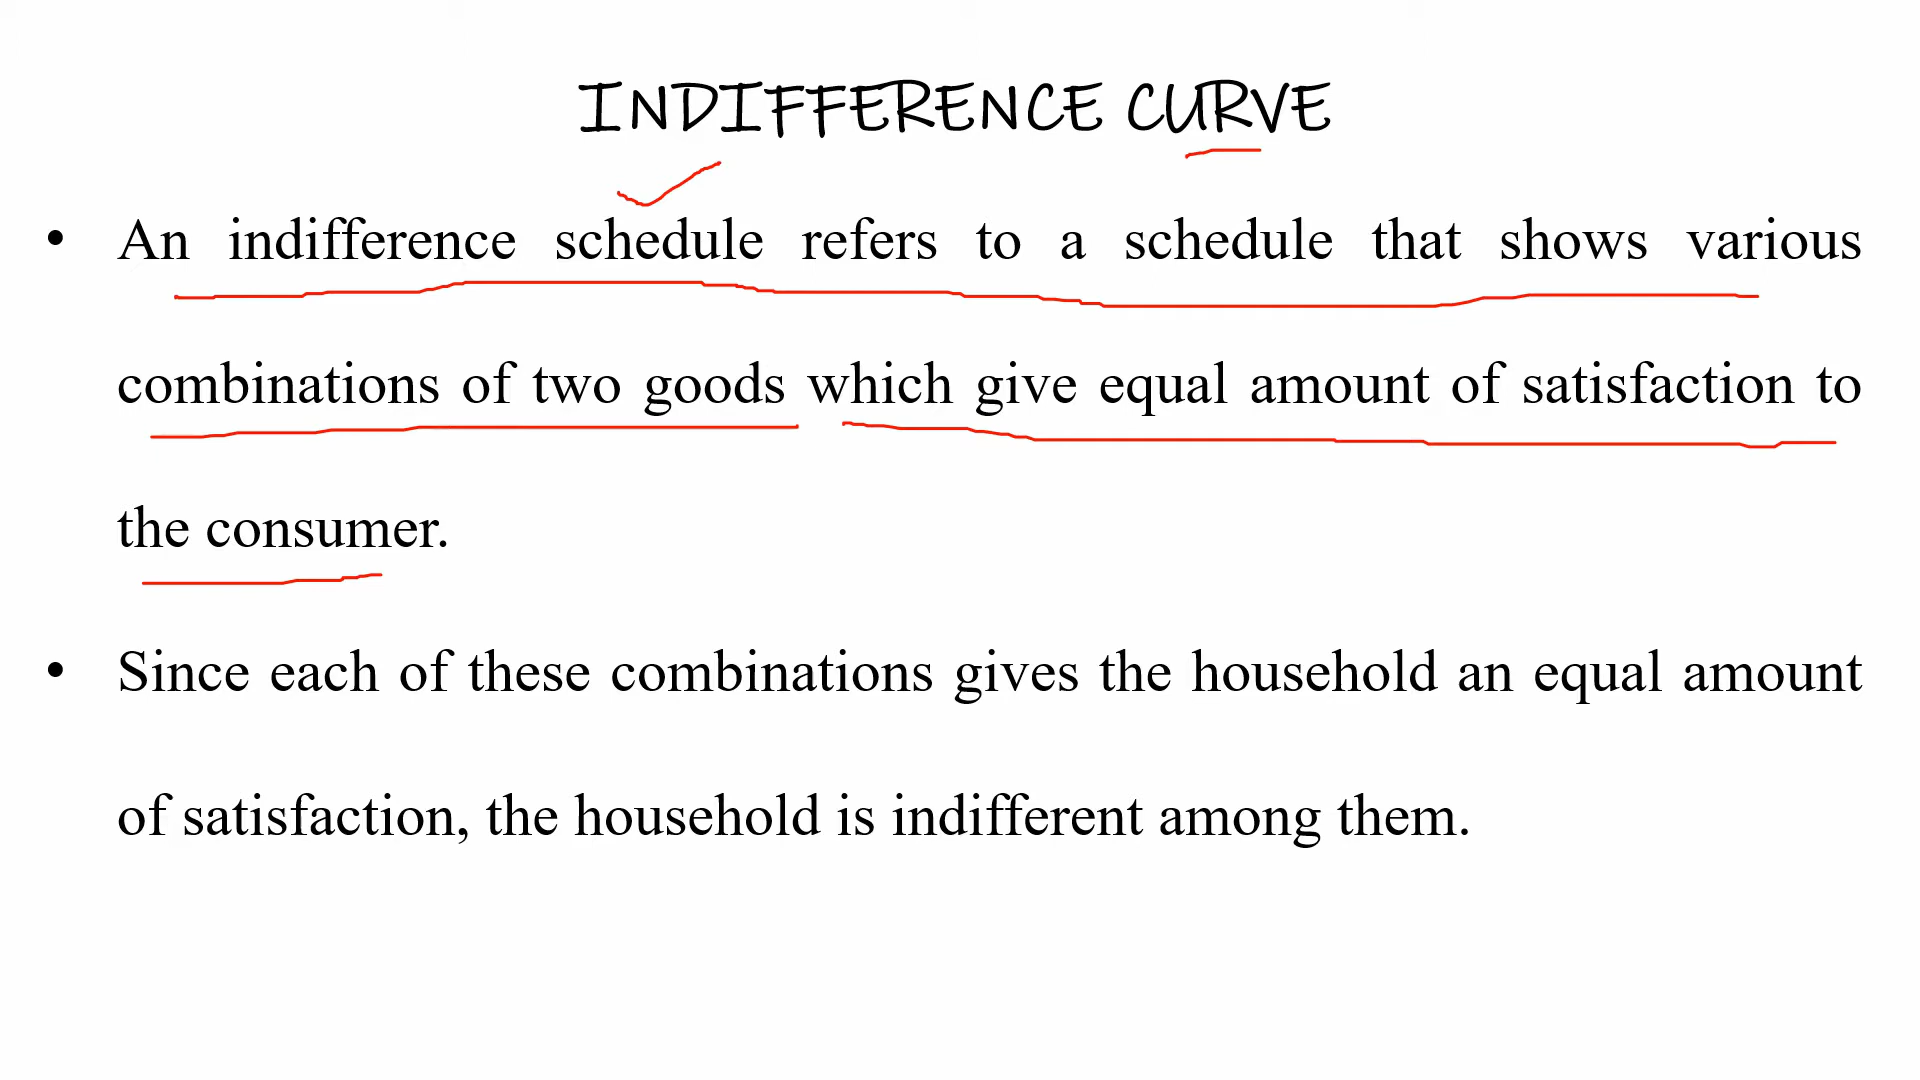 INDIFFERENCE CURVE
• An indifference schedule refers to a schedule that shows various
combinations of two goods which give equal amount of satisfaction to
the consumer.
• Since each of these combinations gives the household an equal amount
of satisfaction, the household is indifferent among them.